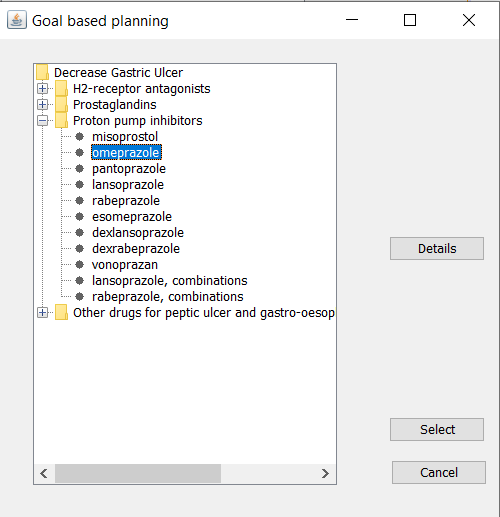 Goal based planning
Decrease Gastric Ulcer
H2-receptor antagonists
Prostaglandins
Proton pump inhibitors
misoprostol
omeprazole
pantoprazole
lansoprazole
rabeprazole
esomeprazole
dexlansoprazole
dexrabeprazole
vonoprazan
lansoprazole, combinations
rabeprazole, combinations
Other drugs for peptic ulcer and gastro-oesop
Details
Select
Cancel